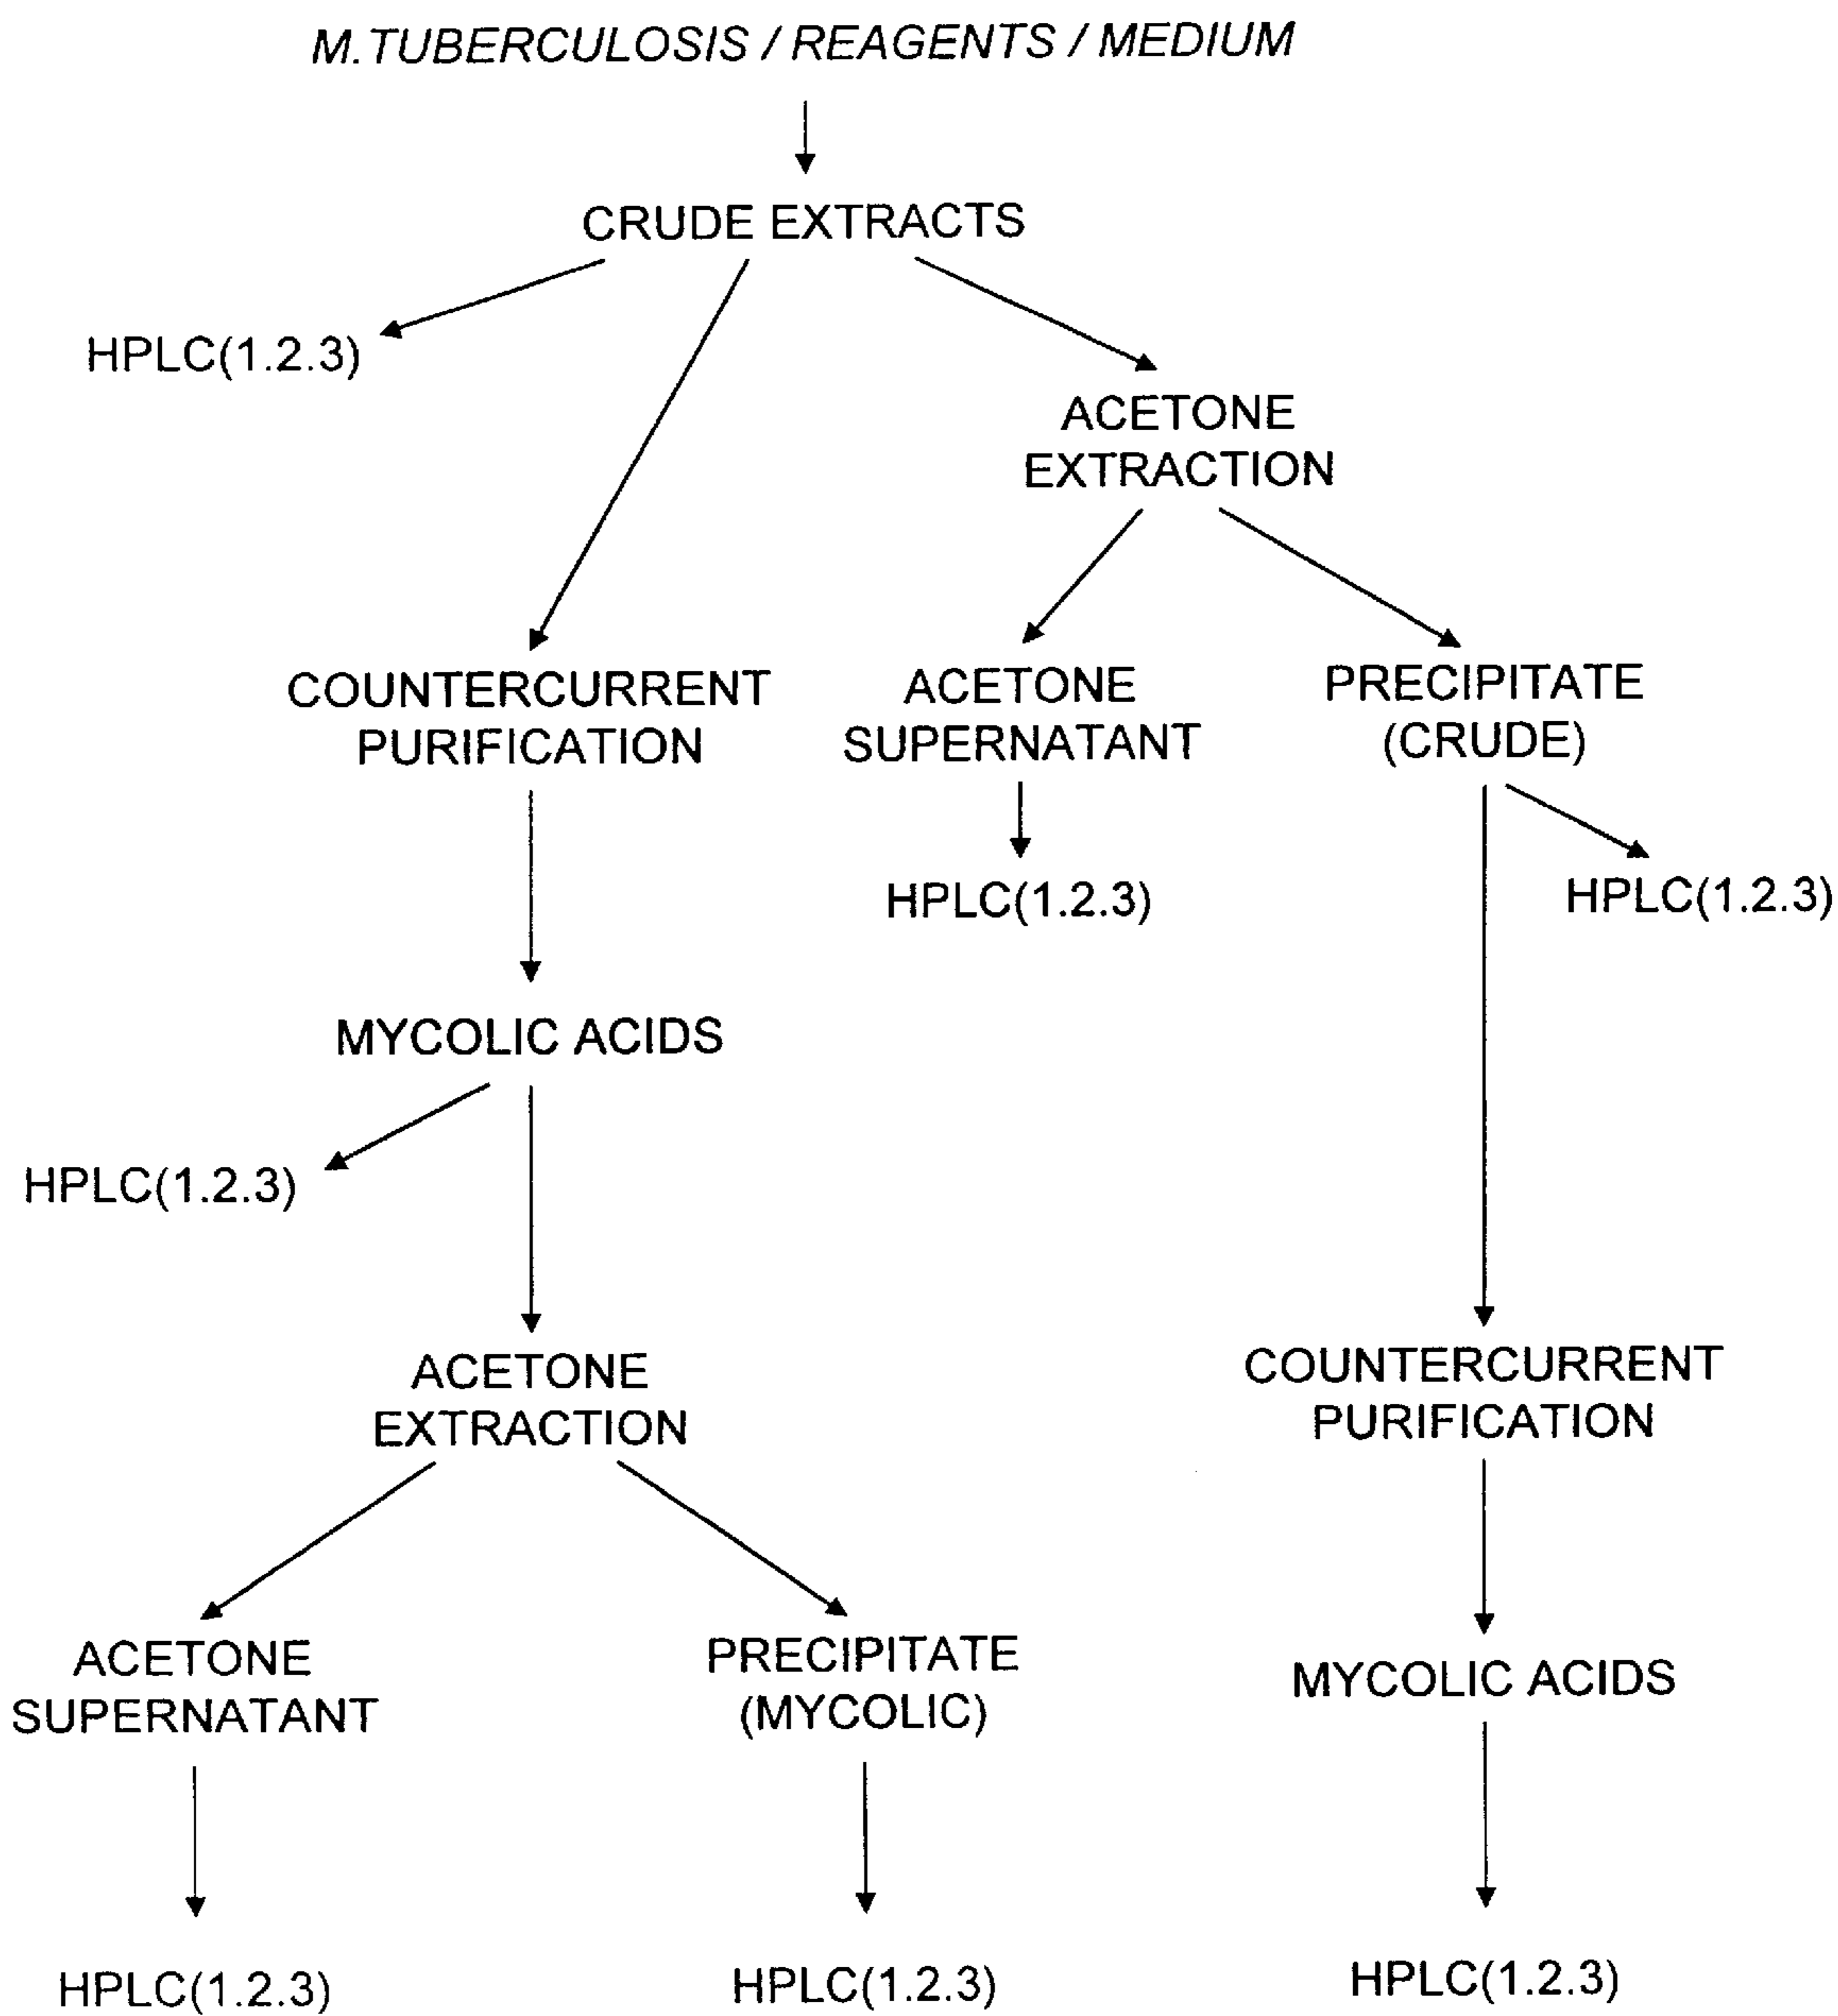 M.TUBERCULOSIS / REAGENTS / MEDIUM
CRUDE EXTRACTS
HPLC(1.2.3)
ACETONE
EXTRACTION
COUNTERCURRENT
PURIFICATION
ACETONE
SUPERNATANT
PRECIPITATE
(CRUDE)
HPLC(1.2.3)
HPLC(1.2.3)
MYCOLIC ACIDS
HPLC(1.2.3)
ACETONE
EXTRACTION
COUNTERCURRENT
PURIFICATION
ACETONE
SUPERNATANT
PRECIPITATE
(MYCOLIC)
MYCOLIC ACIDS
HPLC(1.2.3)
HPLC(1.2.3)
HPLC(1.2.3)